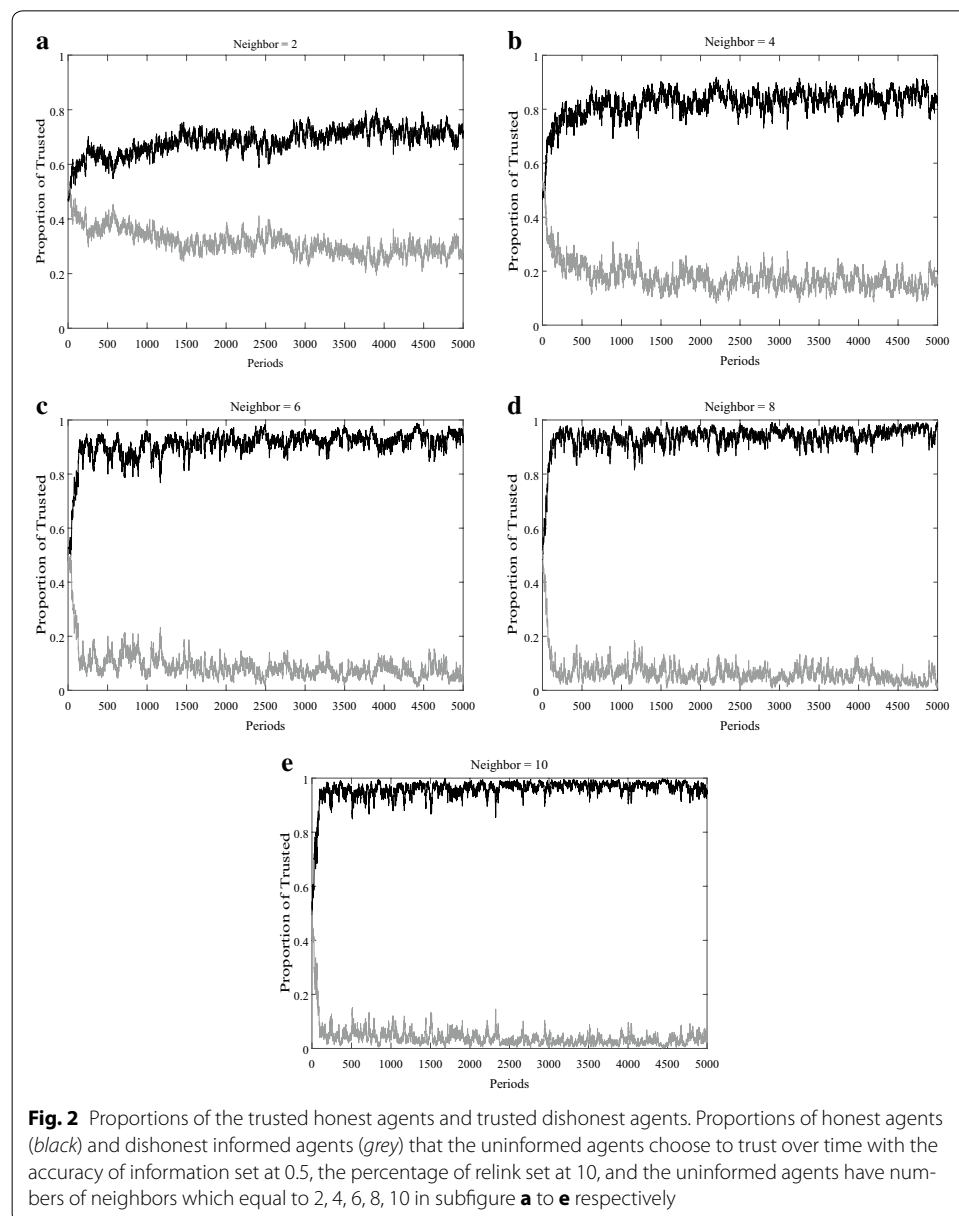 a
Neighbor = 2
Proportion of Trusted
1
0.8
0.6
0.4
0.2
0
0 500 1000 1500 2000 2500 3000 3500 4000 4500 5000
Periods
b
Neighbor = 4
Proportion of Trusted
1
0.8
0.6
0.4
0.2
0
0 500 1000 1500 2000 2500 3000 3500 4000 4500 5000
Periods
c
Neighbor = 6
Proportion of Trusted
1
0.8
0.6
0.4
0.2
0
0 500 1000 1500 2000 2500 3000 3500 4000 4500 5000
Periods
d
Neighbor = 8
Proportion of Trusted
1
0.8
0.6
0.4
0.2
0
0 500 1000 1500 2000 2500 3000 3500 4000 4500 5000
Periods
e
Neighbor = 10
Proportion of Trusted
1
0.8
0.6
0.4
0.2
0
0 500 1000 1500 2000 2500 3000 3500 4000 4500 5000
Periods
Fig. 2 Proportions of the trusted honest agents and trusted dishonest agents. Proportions of honest agents
(black) and dishonest informed agents (grey) that the uninformed agents choose to trust over time with the
accuracy of information set at 0.5, the percentage of relink set at 10, and the uninformed agents have num-
bers of neighbors which equal to 2, 4, 6, 8, 10 in subfigure a to e respectively